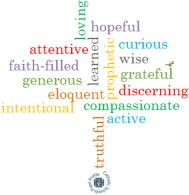 loving
hopeful
attentive
learned
prophetic
curious
faith-filled
wise
generous
grateful
eloquent
discerning
intentional
compassionate
truthful
active